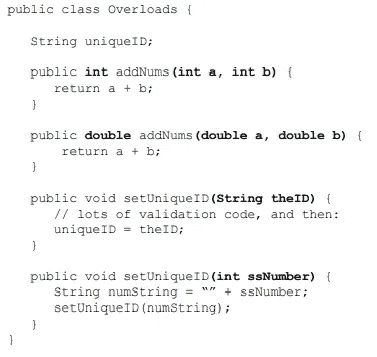 public class Overloads {
String uniqueID;
public int addNums(int a, int b) {
return a + b;
}
public double addNums(double a, double b) {
return a + b;
}
public void setUniqueID(String theID) {
// lots of validation code, and then:
uniqueID = theID;
}
public void setUniqueID(int ssNumber) {
String numString = “” + ssNumber;
setUniqueID(numString);
}
}